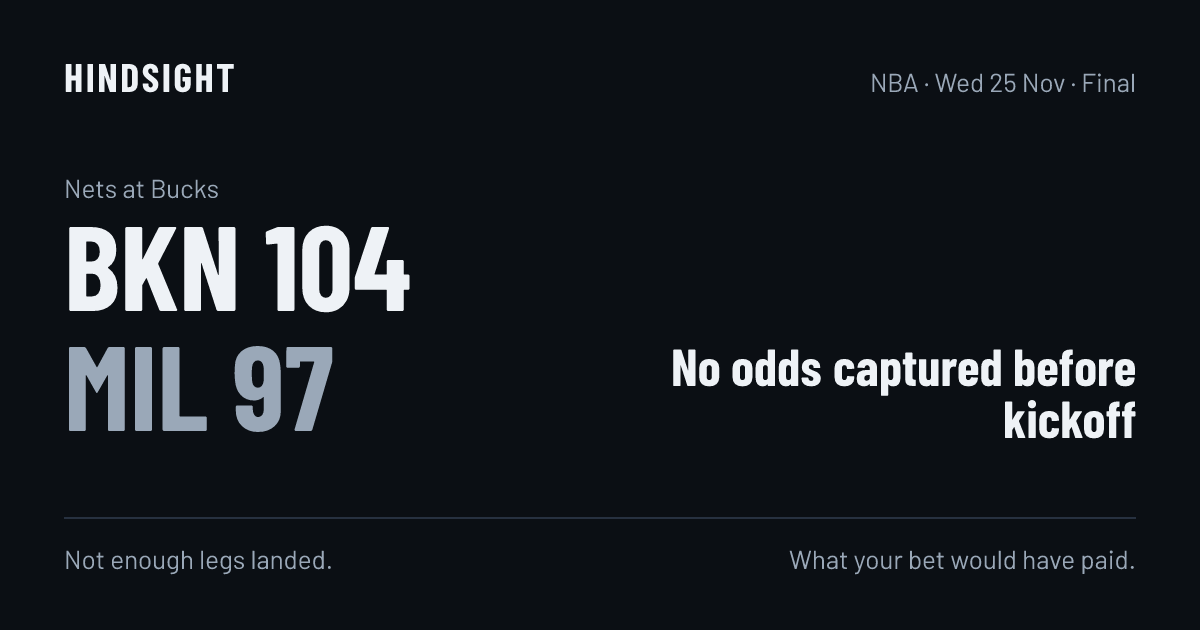 HINDSIGHT
NBA · Wed 25 Nov · Final
Nets at Bucks
BKN 104
MIL 97
No odds captured before
kickoff
Not enough legs landed.
What your bet would have paid.